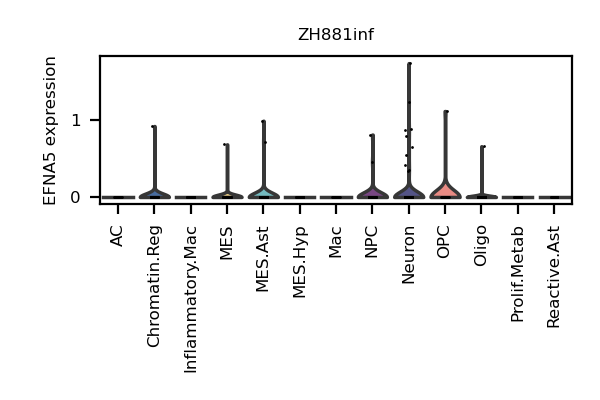 ZH881inf
EFNA5 expression
1
0
AC
Chromatin.Reg
Inflammatory.Mac
MES
MES.Ast
MES.Hyp
Mac
NPC
Neuron
OPC
Oligo
Prolif.Metab
Reactive.Ast